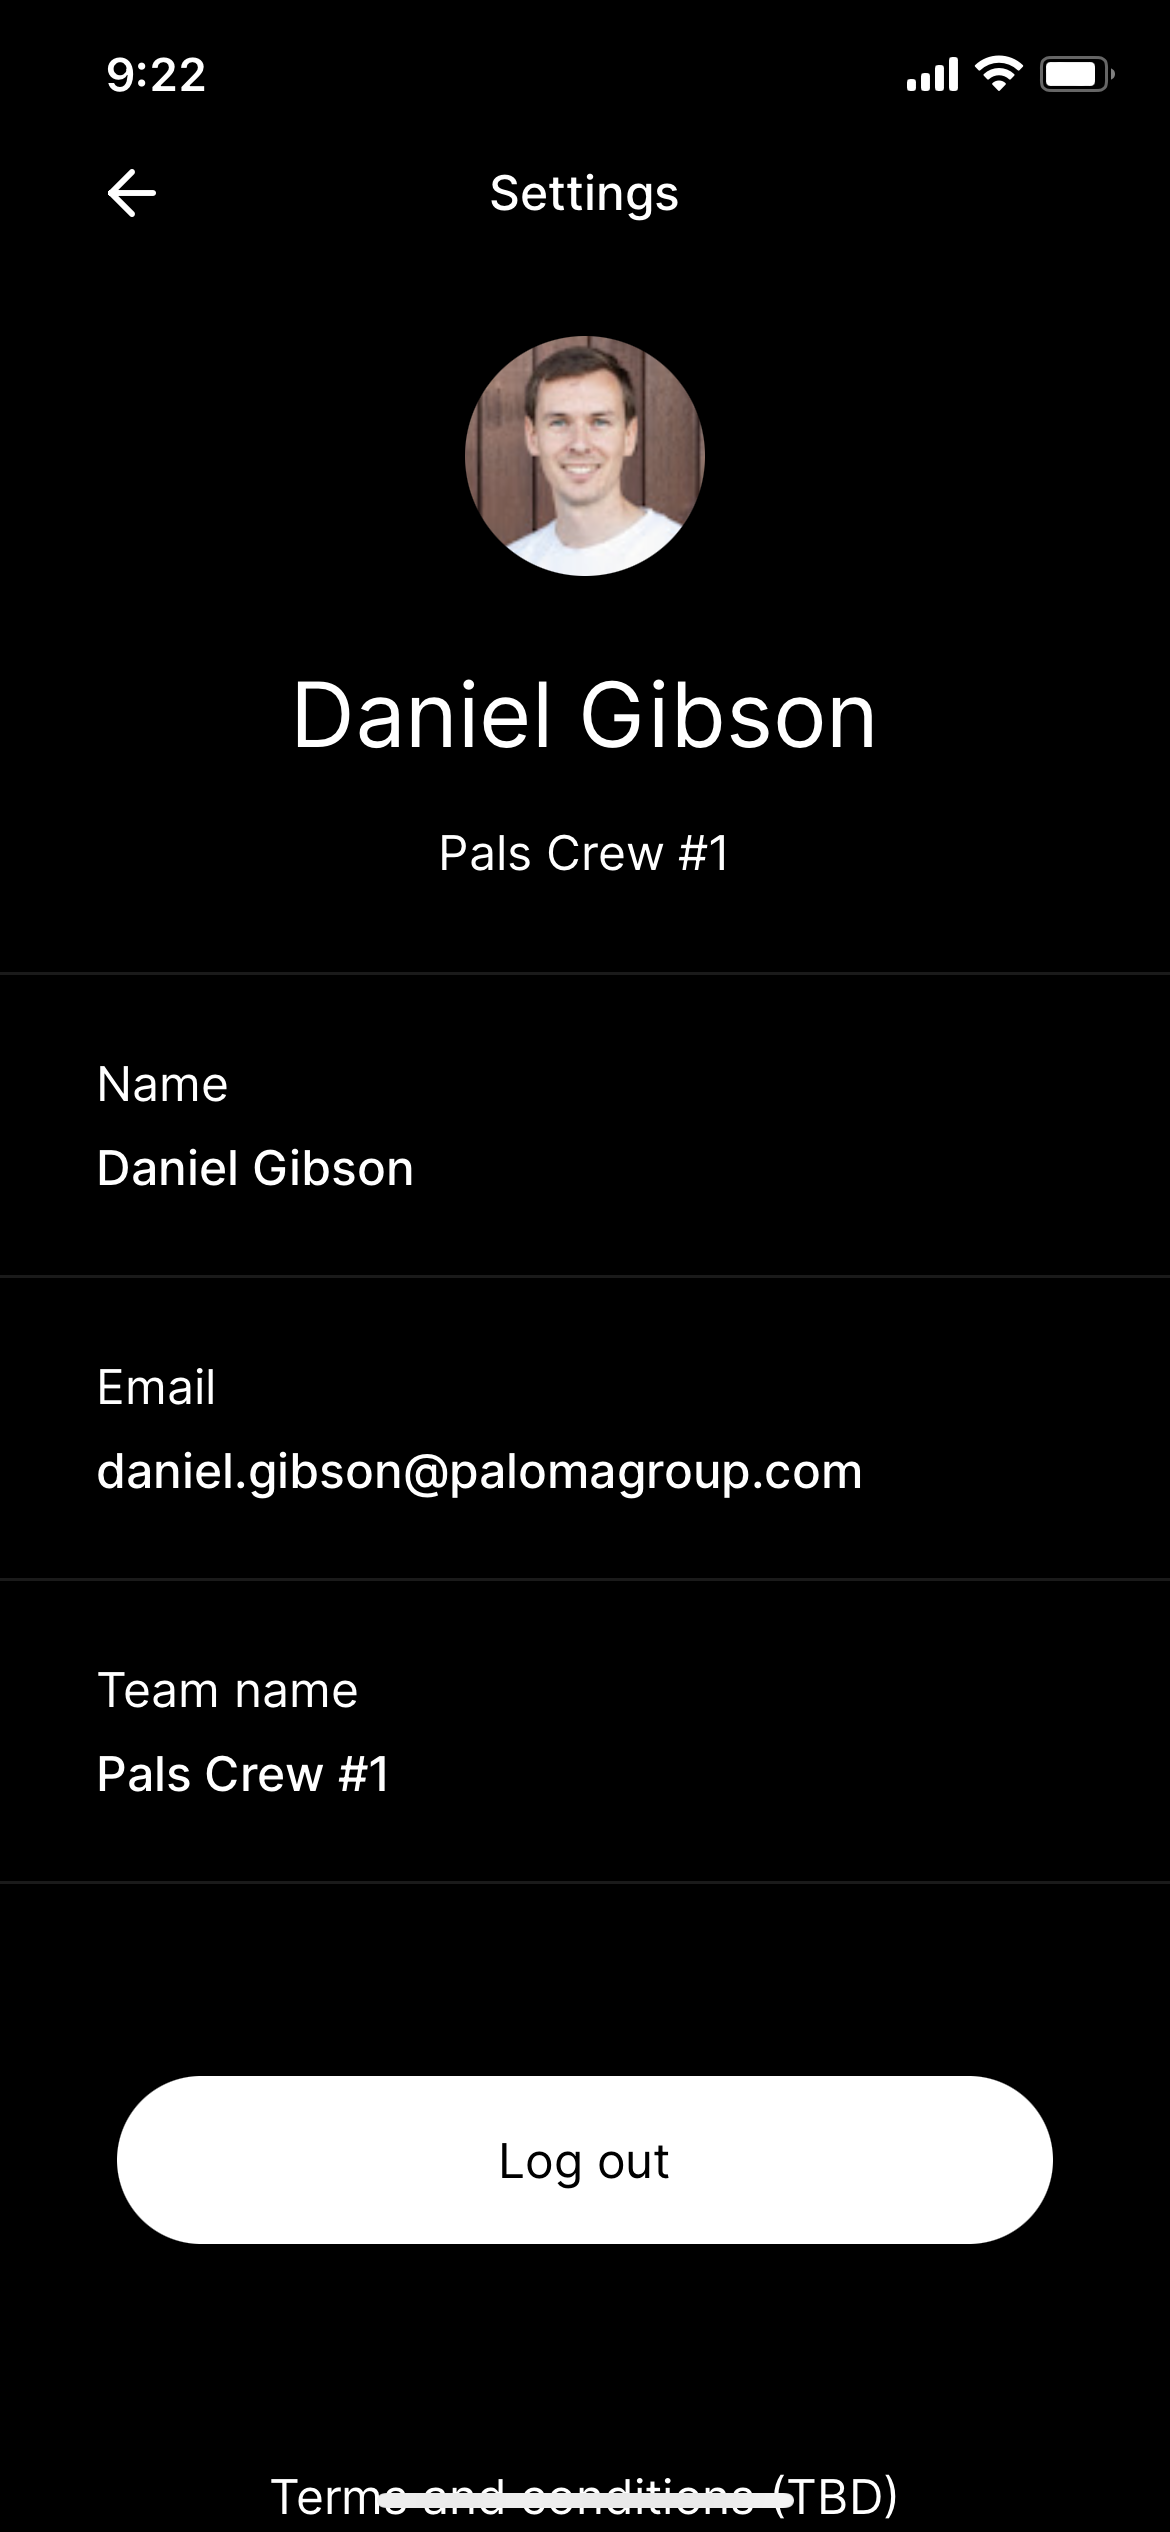 9:22
Settings
Daniel Gibson
Pals Crew #1
Name
Daniel Gibson
Email
daniel.gibson@palomagroup.com
Team name
Pals Crew #1
Log out
Terms and conditions (TBD)